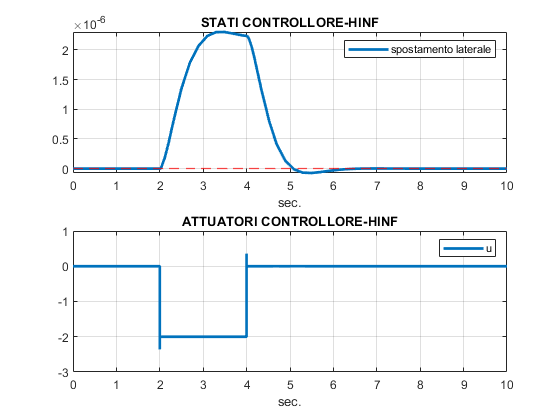 STATI CONTROLLORE-HINF
×10-6
spostamento laterale
2
1.5
1
0.5
0
0 1 2 3 4 5 6 7 8 9 10
sec.
ATTUATORI CONTROLLORE-HINF
u
1
0
-1
-2
-3
0 1 2 3 4 5 6 7 8 9 10
sec.